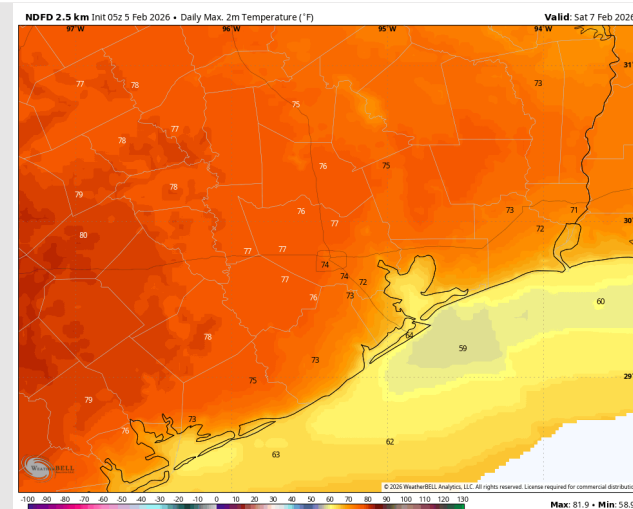 NDFD 2.5 km Init 05z 5 Feb 2026 • Daily Max. 2m Temperature (°F)
Valid: Sat 7 Feb 2026
97°W 96°W 95°W 94°W
31°
77 78 73
75
77
78
76 75
78
79 76 73 71
77 72 30°
80 77 77
74
77 74 72
76 73 60
64
78 59
73
75 29°
79
73
76 62
63
WeatherBELL
© 2026 WeatherBELL Analytics, LLC. All rights reserved. License required for commercial distributio
-100 -90 -80 -70 -60 -50 -40 -30 -20 -10 0 10 20 30 40 50 60 70 80 90 100 110 120 130
Max: 81.9 • Min: 58.9